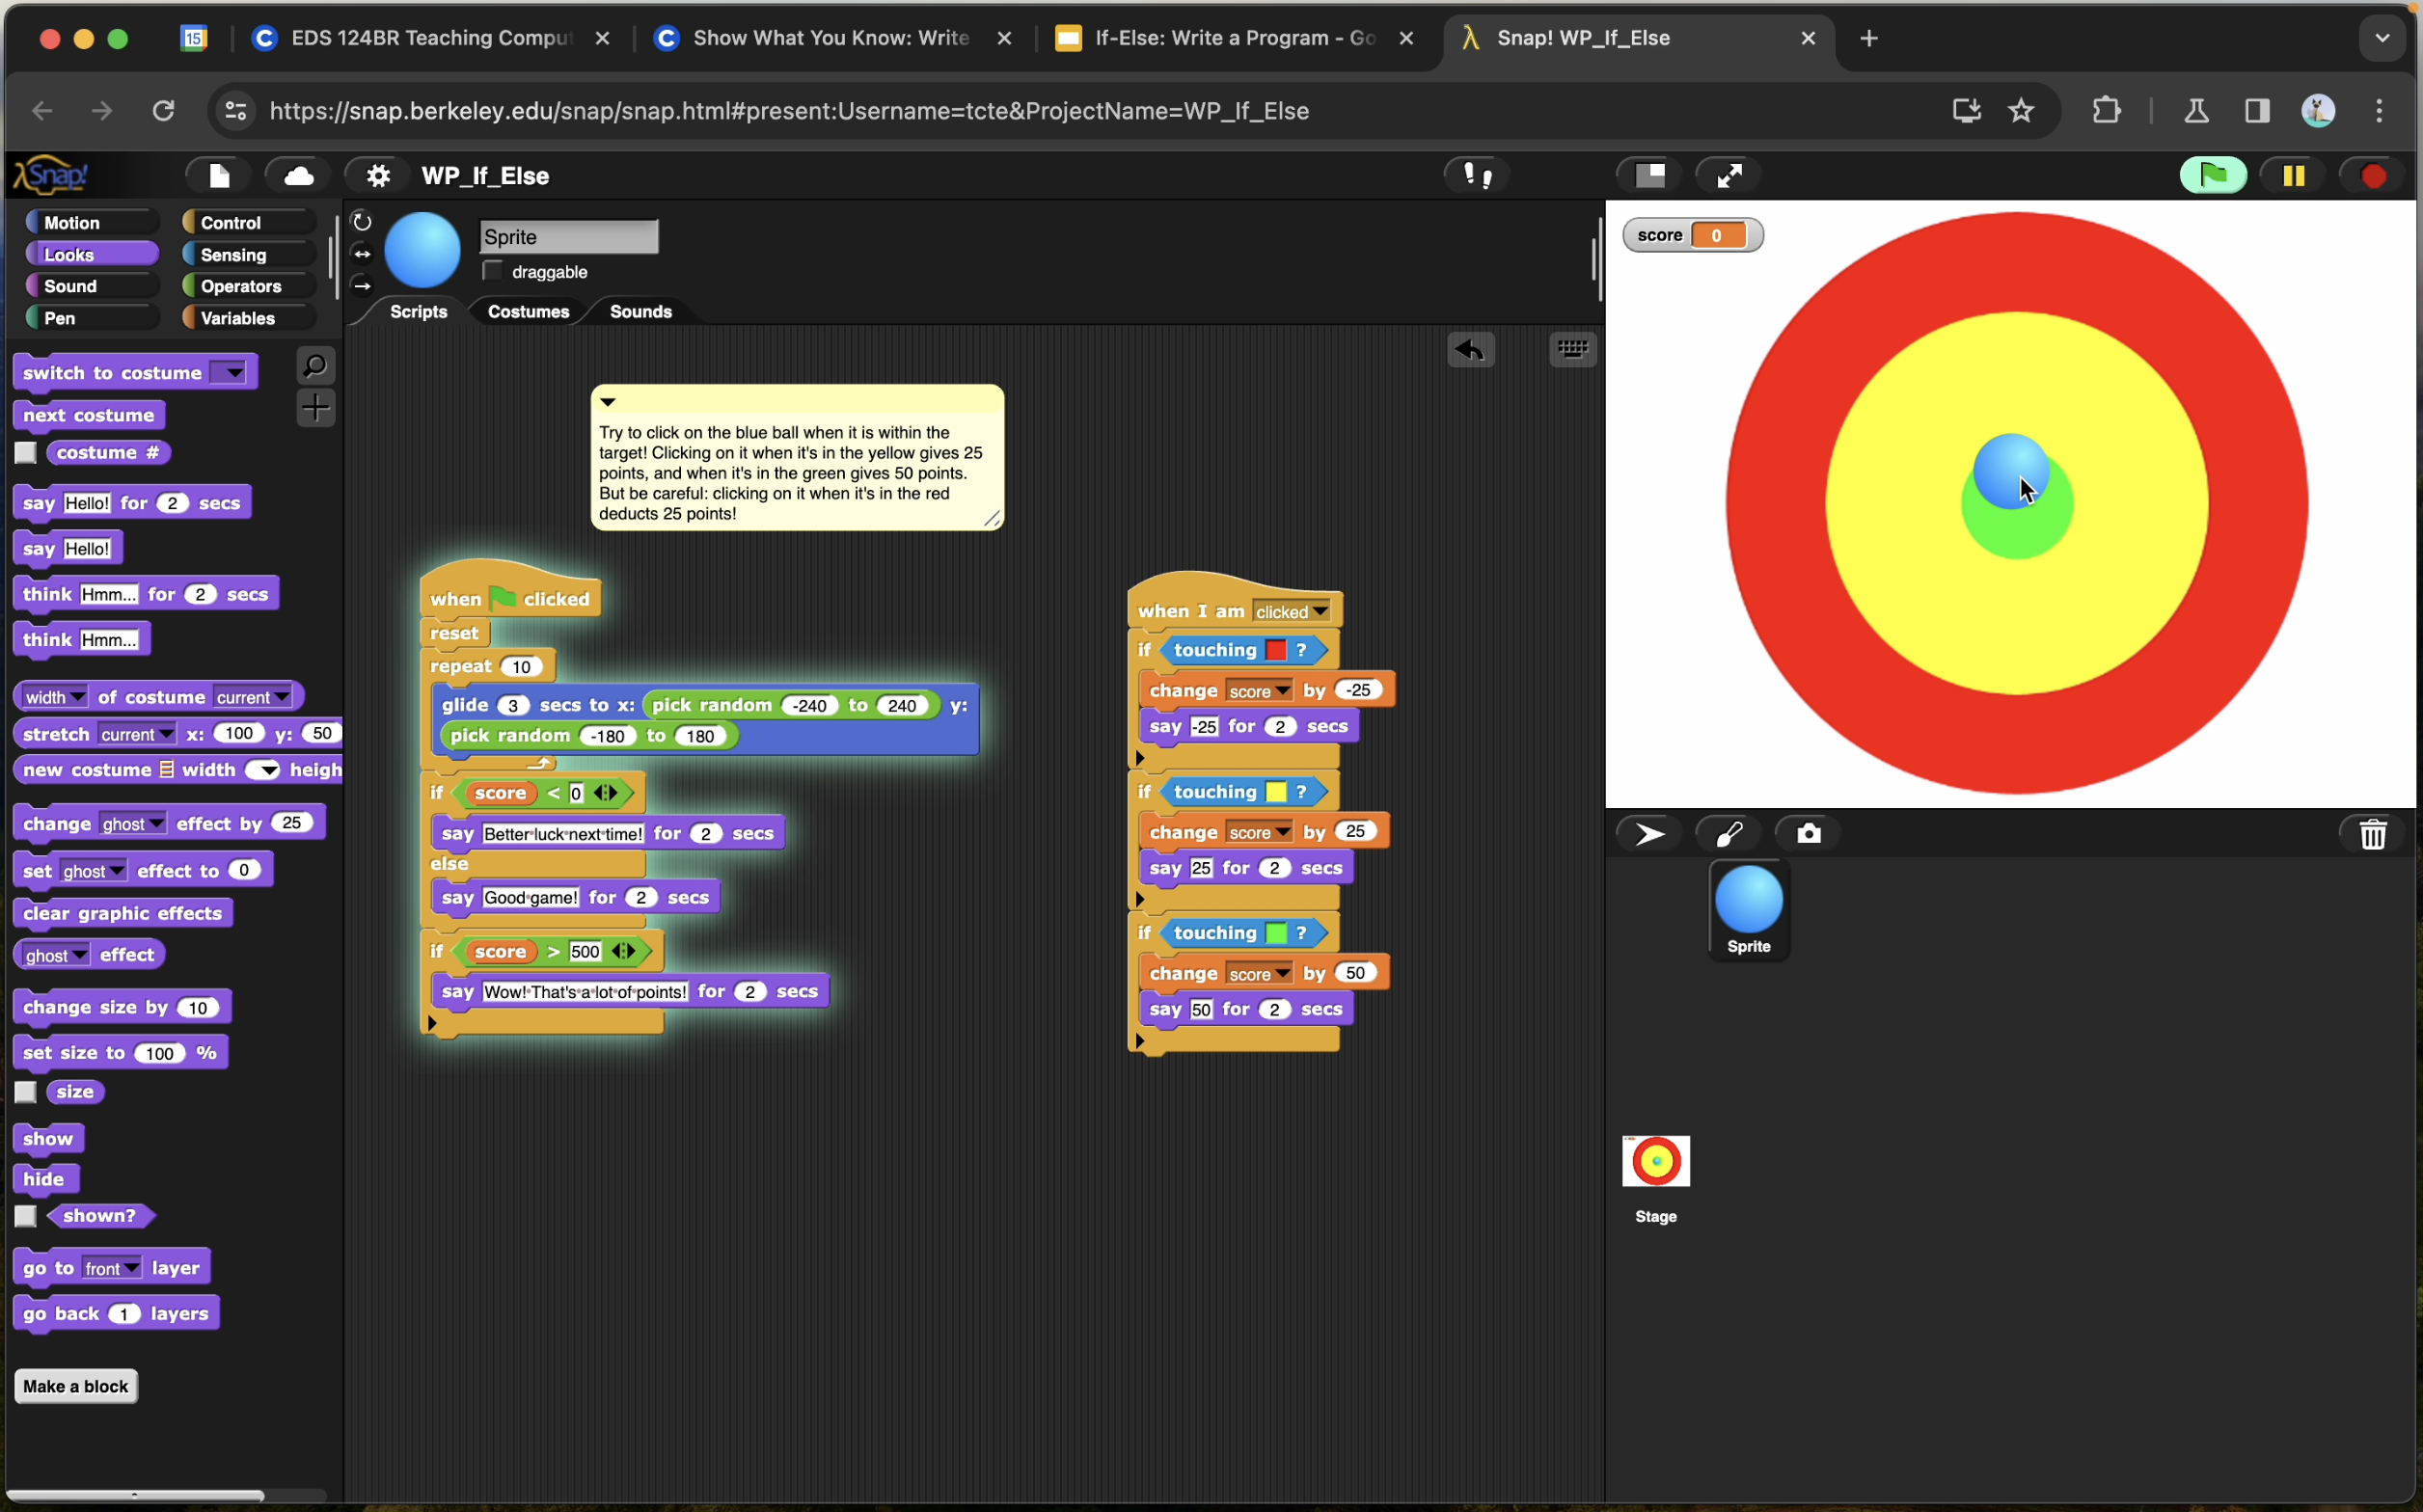 15
EDS 124BR Teaching Comput
Show What You Know: Write
If-Else: Write a Program - Go
Snap! WP_If_Else
https://snap.berkeley.edu/snap/snap.html#present:Username=tcte&ProjectName=WP_If_Else
Snap!
WP_If_Else
Motion
Control
Looks
Sensing
Sound
Operators
Pen
Variables
switch to costume
next costume
costume #
say Hello! for 2 secs
say Hello!
think Hmm... for 2 secs
think Hmm...
width of costume current
stretch current x: 100 y: 50
new costume width heigh
change ghost effect by 25
set ghost effect to 0
clear graphic effects
ghost effect
change size by 10
set size to 100 %
size
show
hide
shown?
go to front layer
go back 1 layers
Make a block
Sprite
draggable
Scripts
Costumes
Sounds
Try to click on the blue ball when it is within the
target! Clicking on it when it's in the yellow gives 25
points, and when it's in the green gives 50 points.
But be careful: clicking on it when it's in the red
deducts 25 points!
when clicked
reset
repeat 10
glide 3 secs to x: pick random -240 to 240 y:
pick random -180 to 180
if score < 0
say Better luck next time! for 2 secs
else
say Good game! for 2 secs
if score > 500
say Wow! That's a lot of points! for 2 secs
when I am clicked
if touching ?
change score by -25
say -25 for 2 secs
if touching ?
change score by 25
say 25 for 2 secs
if touching ?
change score by 50
say 50 for 2 secs
score 0
Sprite
Stage